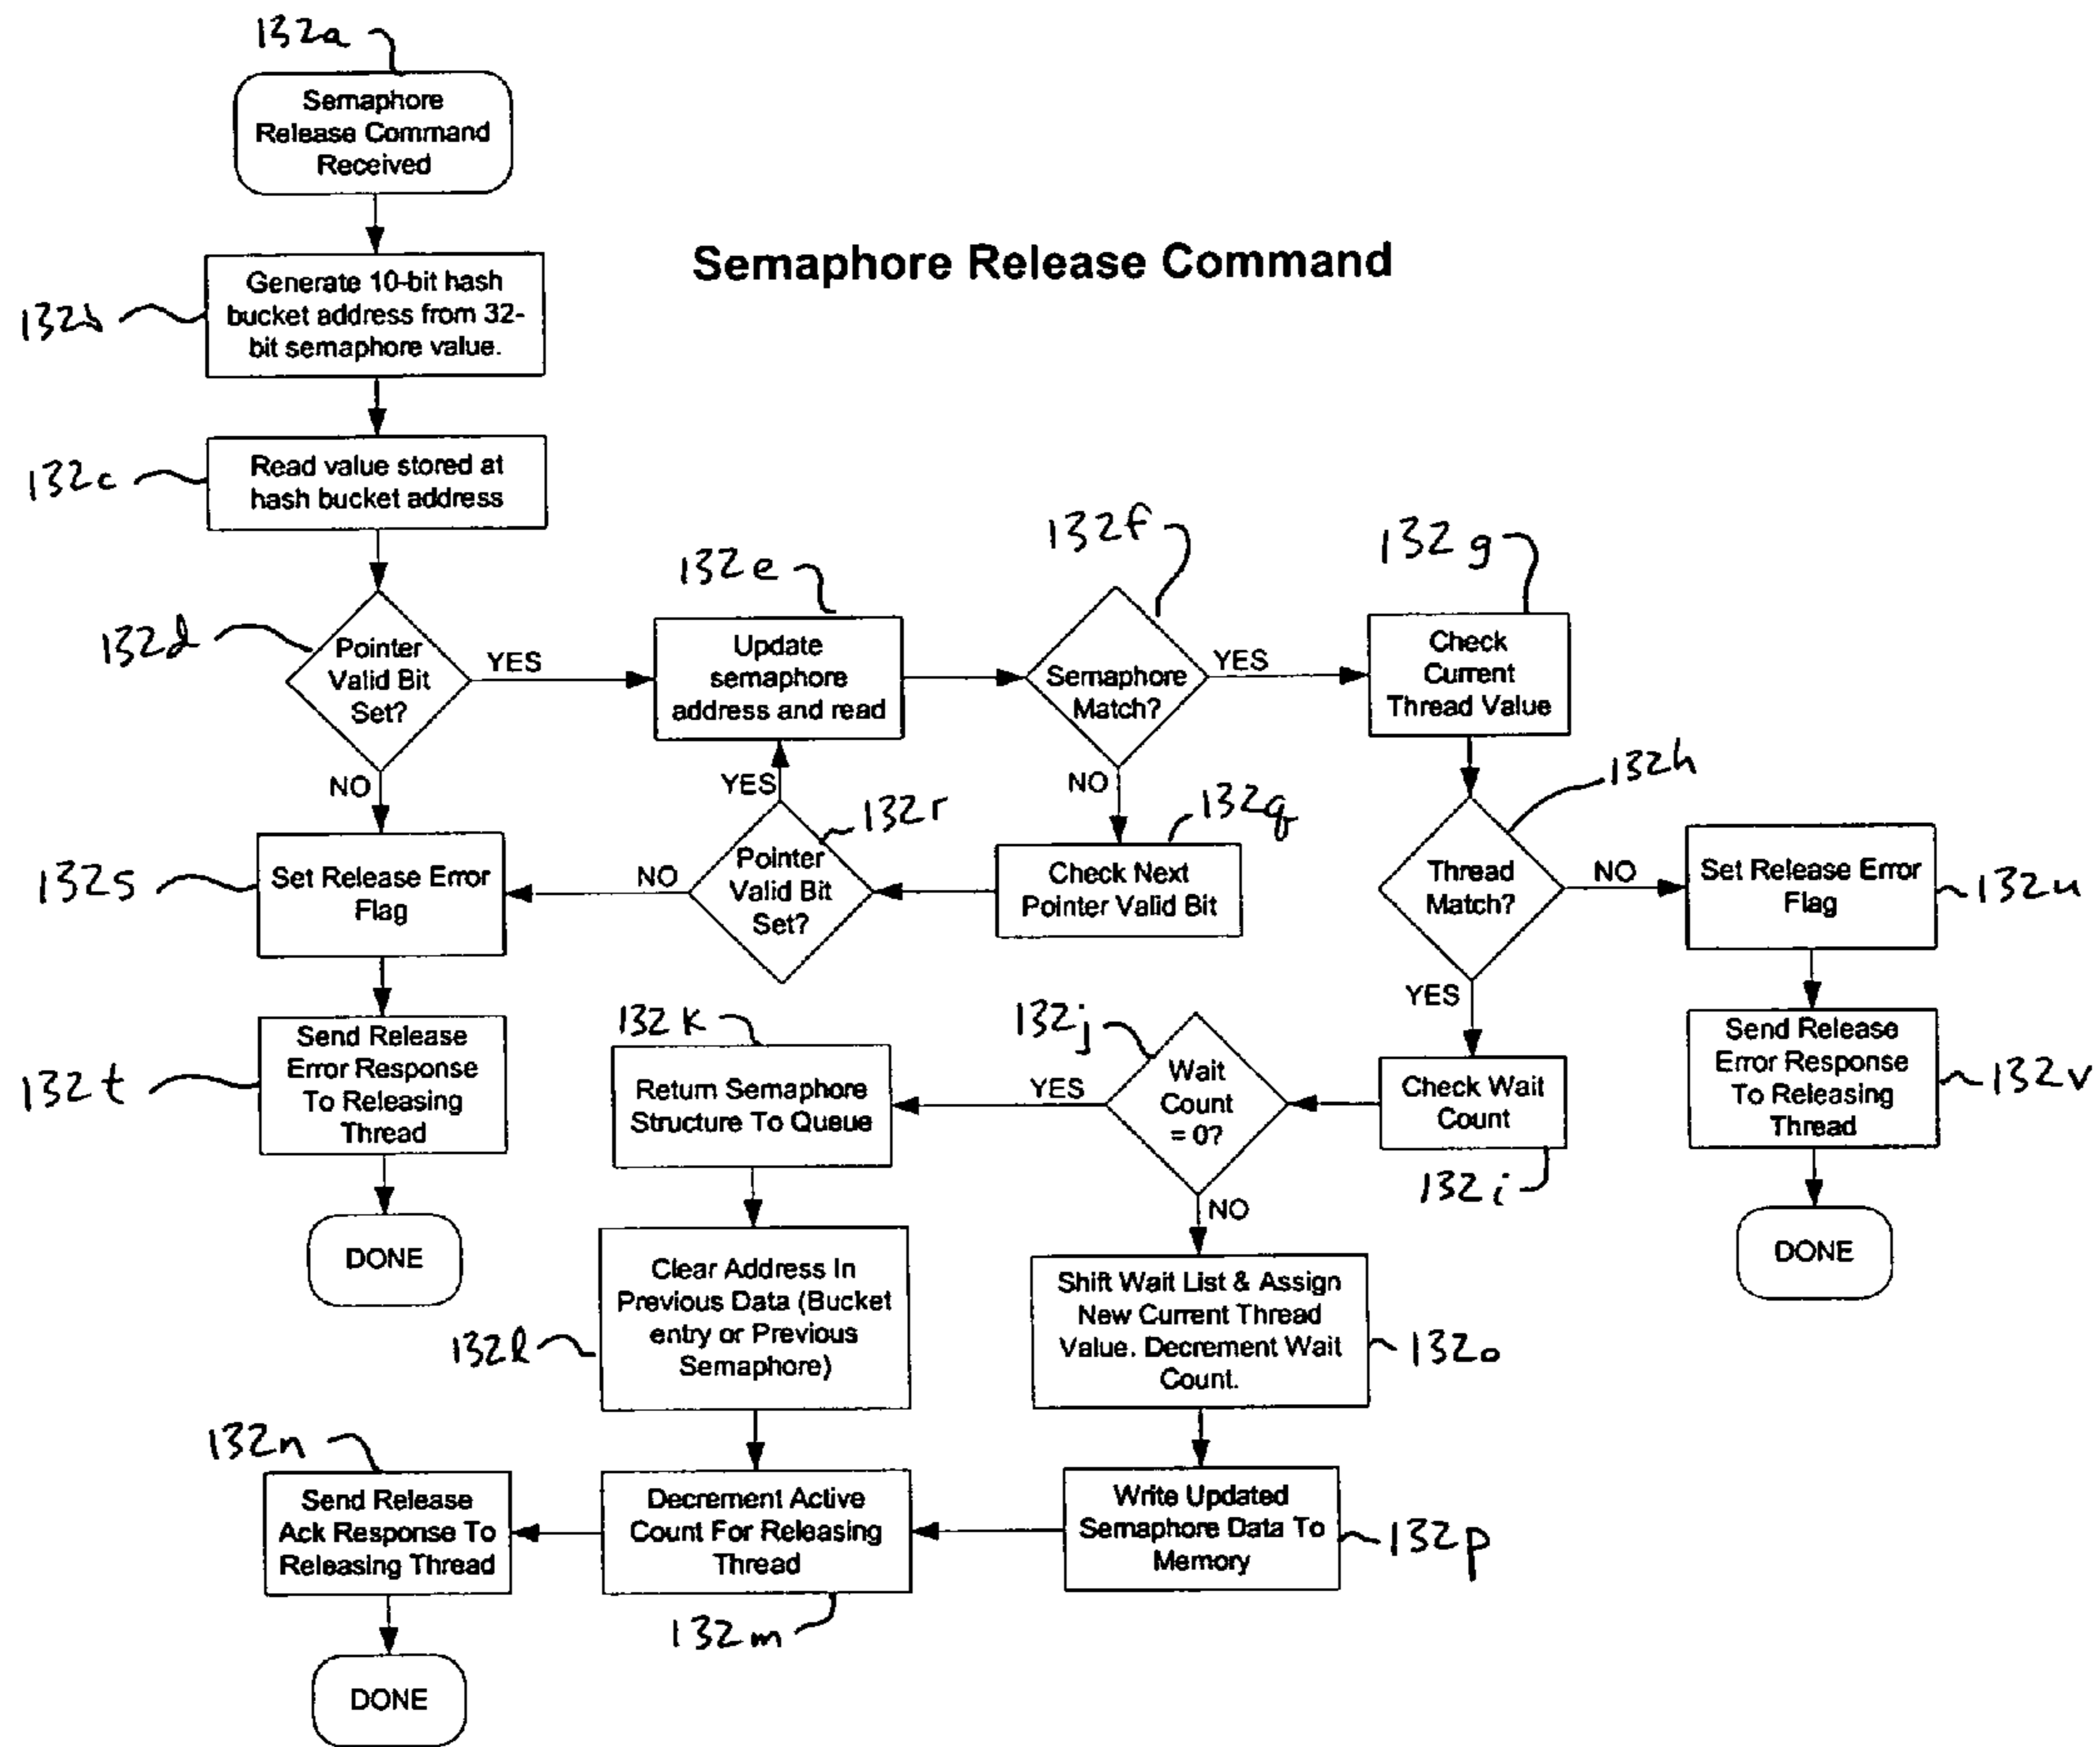 132a
Semaphore
Release Command
Received
Semaphore Release Command
132b
Generate 10-bit hash
bucket address from 32-
bit semaphore value.
132c
Read value stored at
hash bucket address
132d
Pointer
Valid Bit
Set?
YES
NO
132e
Update
semaphore
address and read
132f
Semaphore
Match?
YES
NO
132g
Check
Current
Thread Value
132h
Thread
Match?
NO
YES
132q
Check Next
Pointer Valid Bit
132r
Pointer
Valid Bit
Set?
YES
NO
132s
Set Release Error
Flag
132t
Send Release
Error Response
To Releasing
Thread
DONE
Set Release Error
Flag
132u
Send Release
Error Response
To Releasing
Thread
132v
DONE
Check Wait
Count
132i
132j
Wait
Count
= 0?
YES
NO
132k
Return Semaphore
Structure To Queue
132l
Clear Address In
Previous Data (Bucket
entry or Previous
Semaphore)
Shift Wait List & Assign
New Current Thread
Value. Decrement Wait
Count.
132o
Write Updated
Semaphore Data To
Memory
132p
Decrement Active
Count For Releasing
Thread
132m
132n
Send Release
Ack Response To
Releasing Thread
DONE